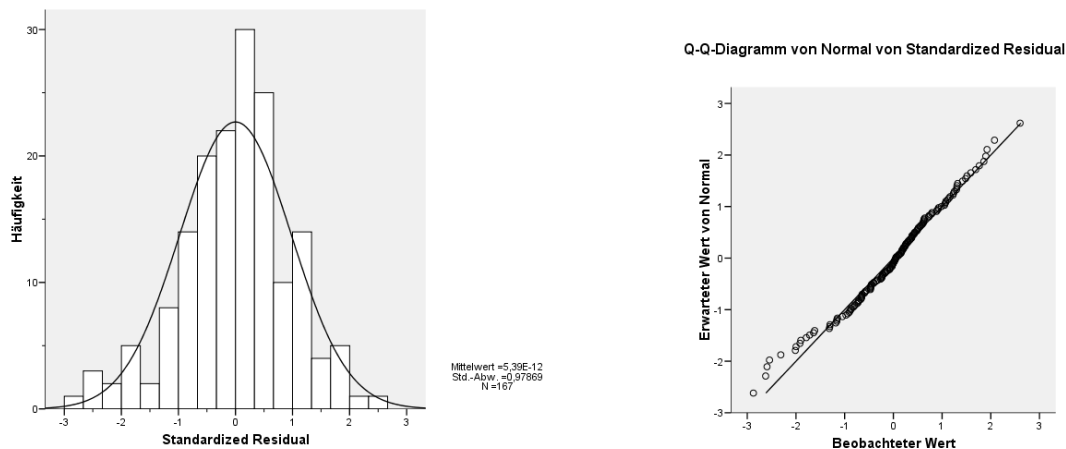 Häufigkeit
30
20
10
0
-3 -2 -1 0 1 2 3
Standardized Residual
Mittelwert =5,39E-12
Std.-Abw. =0,97869
N =167
Q-Q-Diagramm von Normal von Standardized Residual
Erwarteter Wert von Normal
3
2
1
0
-1
-2
-3
-3 -2 -1 0 1 2 3
Beobachteter Wert